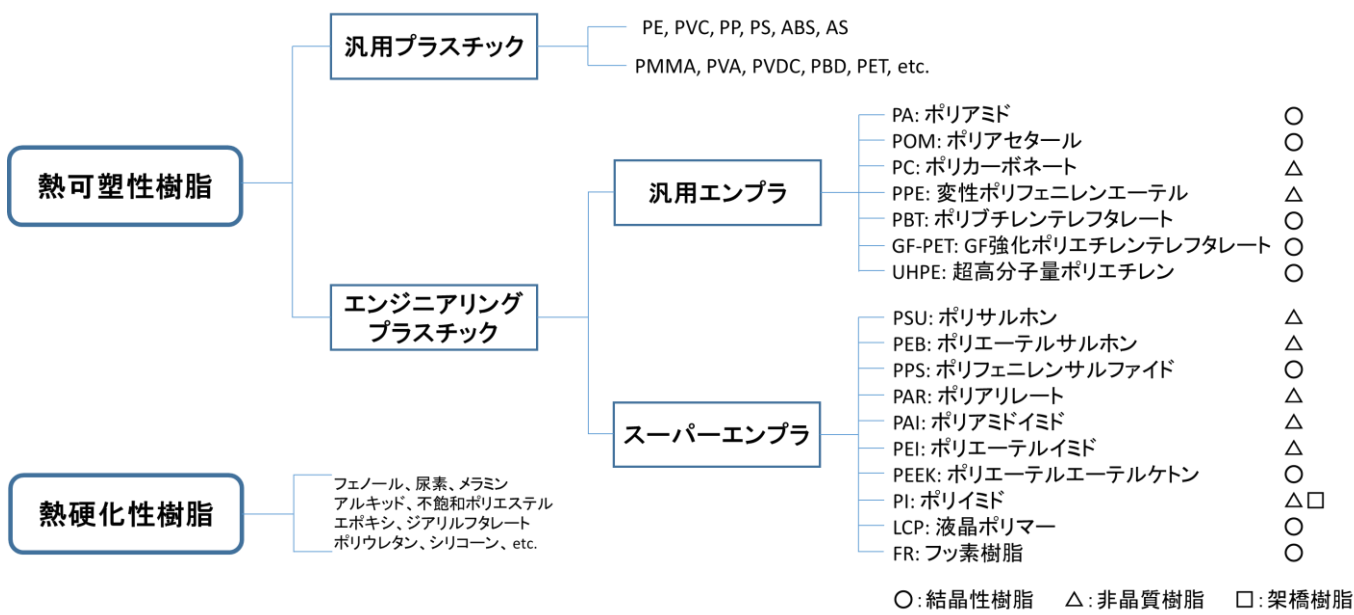 汎用プラスチック
PE, PVC, PP, PS, ABS, AS
PMMA, PVA, PVDC, PBD, PET, etc.
熱可塑性樹脂
汎用エンプラ
PA: ポリアミド ○
POM: ポリアセタール ○
PC: ポリカーボネート △
PPE: 変性ポリフェニレンエーテル △
PBT: ポリブチレンテレフタレート ○
GF-PET: GF強化ポリエチレンテレフタレート ○
UHPE: 超高分子量ポリエチレン ○
エンジニアリング
プラスチック
スーパーエンプラ
PSU: ポリサルホン △
PEB: ポリエーテルサルホン △
PPS: ポリフェニレンサルファイド ○
PAR: ポリアリレート △
PAI: ポリアミドイミド △
PEI: ポリエーテルイミド △
PEEK: ポリエーテルエーテルケトン ○
PI: ポリイミド △□
LCP: 液晶ポリマー ○
FR: フッ素樹脂 ○
熱硬化性樹脂
フェノール、尿素、メラミン
アルキッド、不飽和ポリエステル
エポキシ、ジアリルフタレート
ポリウレタン、シリコーン、etc.
○:結晶性樹脂 △:非晶質樹脂 □:架橋樹脂